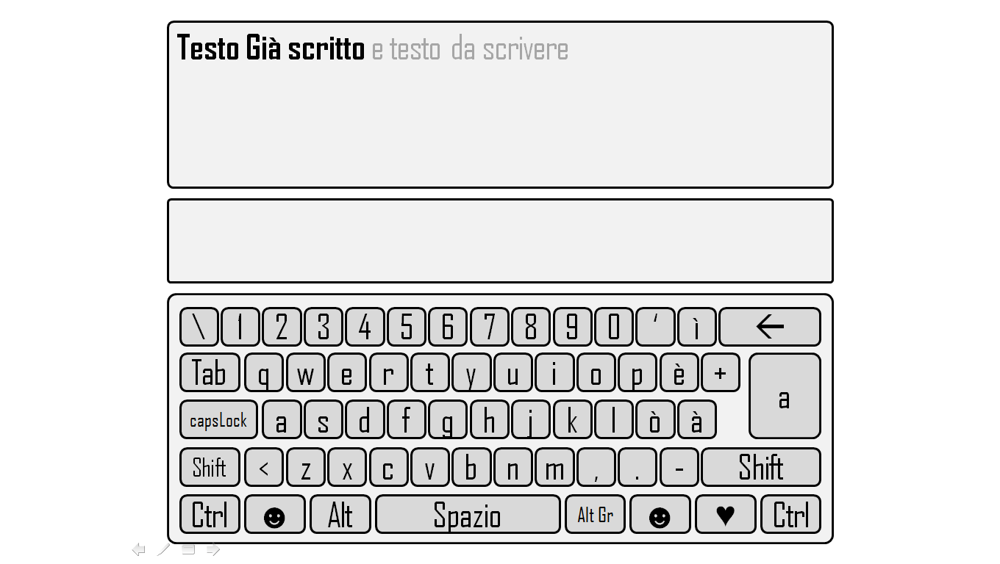 Testo Già scritto e testo da scrivere
\ 1 2 3 4 5 6 7 8 9 0 ‘ ì ←
Tab q w e r t y u i o p è +
a
capsLock a s d f g h j k l ò à
Shift < z x c v b n m , . - Shift
Ctrl ☻ Alt Spazio Alt Gr ☻ ♥ Ctrl